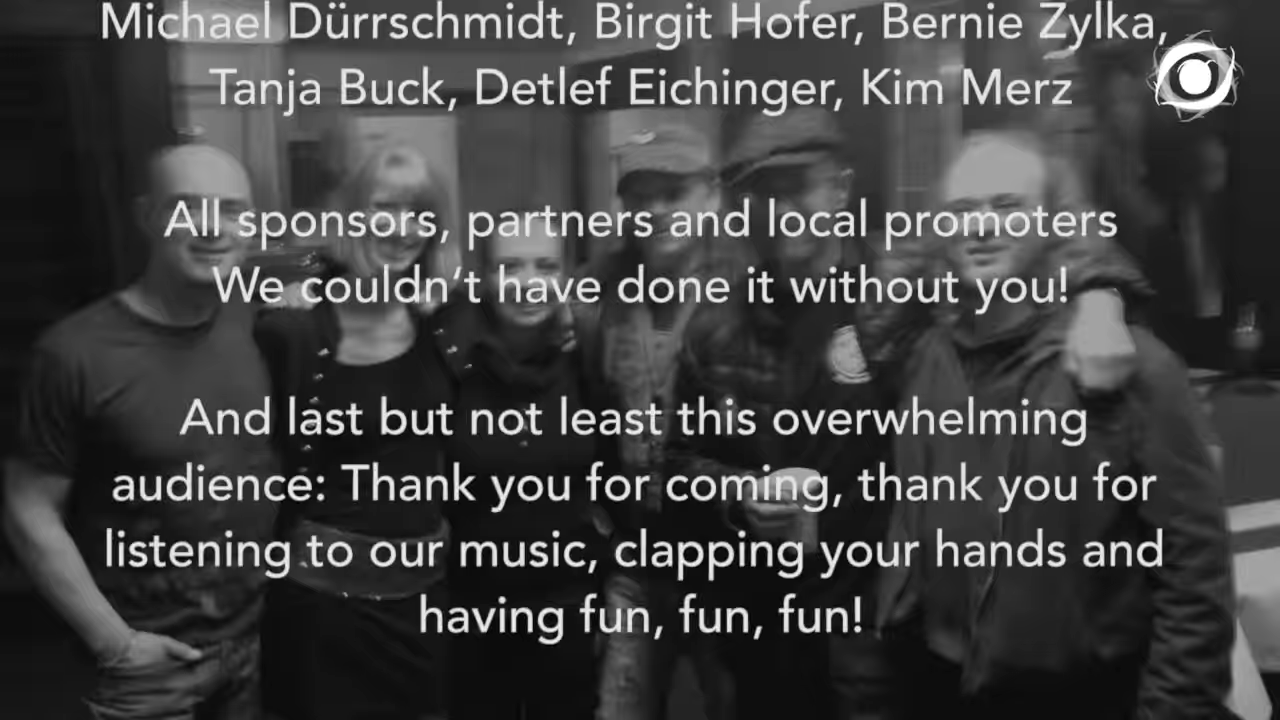 Michael Dürrschmidt, Birgit Hofer, Bernie Zylka,
Tanja Buck, Detlef Eichinger, Kim Merz
All sponsors, partners and local promoters
We couldn‘t have done it without you!
And last but not least this overwhelming
audience: Thank you for coming, thank you for
listening to our music, clapping your hands and
having fun, fun, fun!